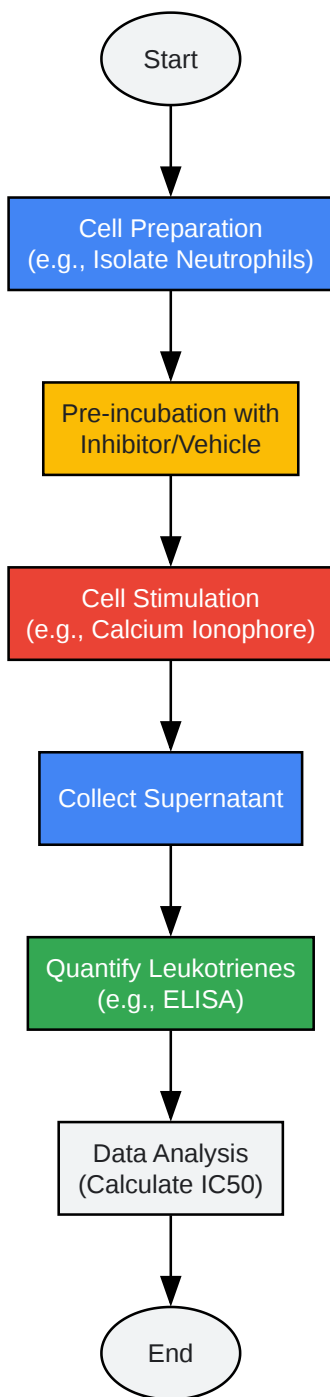 Start
Cell Preparation
(e.g., Isolate Neutrophils)
Pre-incubation with
Inhibitor/Vehicle
Cell Stimulation
(e.g., Calcium Ionophore)
Collect Supernatant
Quantify Leukotrienes
(e.g., ELISA)
Data Analysis
(Calculate IC50)
End